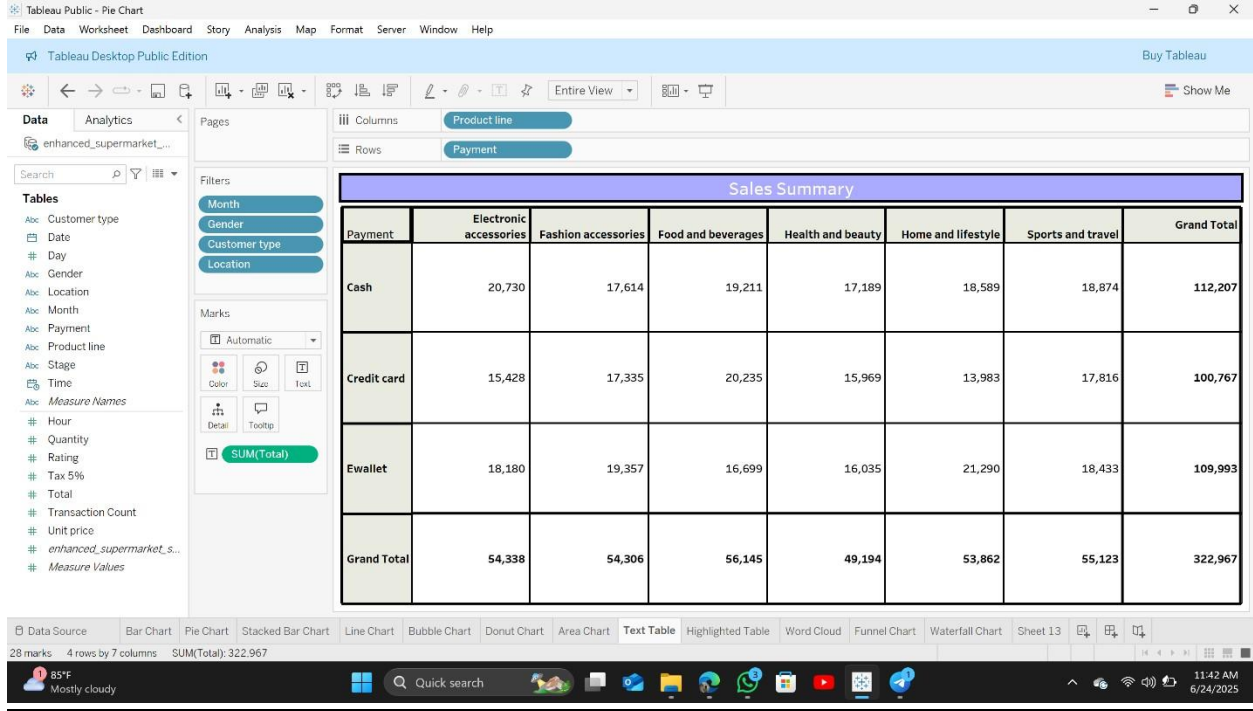 Tableau Public - Pie Chart
File Data Worksheet Dashboard Story Analysis Map Format Server Window Help
Tableau Desktop Public Edition Buy Tableau
Entire View Show Me
Data Analytics Pages iii Columns Product line
enhanced_supermarket_...
Rows Payment
Search
Filters
Tables
Month
Gender
Customer type
Location
Abc Customer type
Date
# Day
Abc Gender
Abc Location
Abc Month
Abc Payment
Abc Product line
Abc Stage
Time
Abc Measure Names
# Hour
# Quantity
# Rating
# Tax 5%
# Total
# Transaction Count
# Unit price
# enhanced_supermarket_s...
# Measure Values
Marks
Automatic
Color Size Text
Detail Tooltip
SUM(Total)
Sales Summary
Payment Electronic accessories Fashion accessories Food and beverages Health and beauty Home and lifestyle Sports and travel Grand Total
Cash 20,730 17,614 19,211 17,189 18,589 18,874 112,207
Credit card 15,428 17,335 20,235 15,969 13,983 17,816 100,767
Ewallet 18,180 19,357 16,699 16,035 21,290 18,433 109,993
Grand Total 54,338 54,306 56,145 49,194 53,862 55,123 322,967
Data Source Bar Chart Pie Chart Stacked Bar Chart Line Chart Bubble Chart Donut Chart Area Chart Text Table Highlighted Table Word Cloud Funnel Chart Waterfall Chart Sheet 13
28 marks 4 rows by 7 columns SUM(Total): 322.967
1 85°F
Mostly cloudy
Quick search
3
11:42 AM
6/24/2025